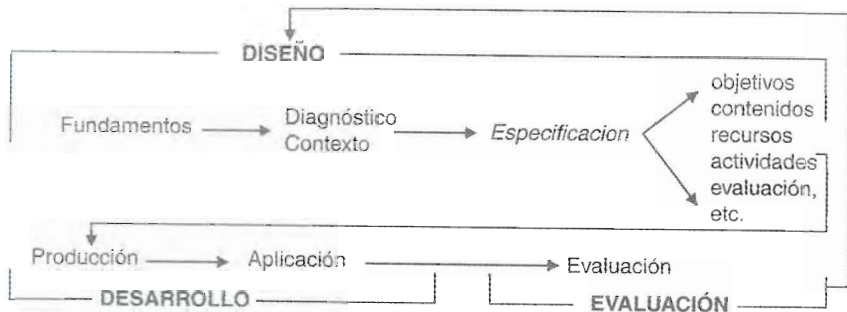 DISEÑO
Fundamentos
Diagnóstico
Contexto
Especificacion
objetivos
contenidos
recursos
actividades
evaluación,
etc.
Producción
Aplicación
Evaluación
DESARROLLO
EVALUACIÓN